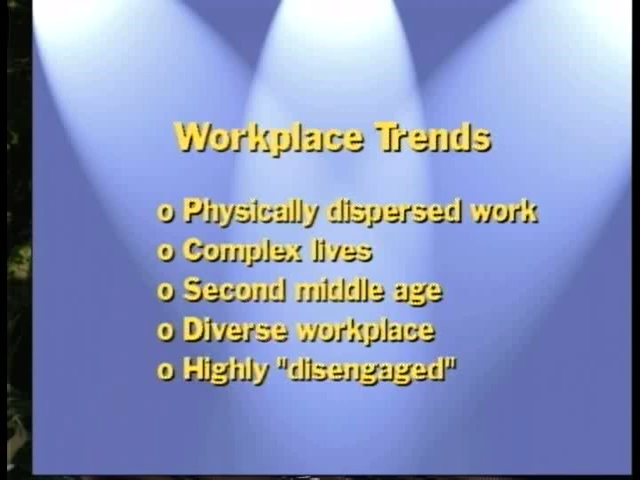 Workplace Trends
o Physically dispersed work
o Complex lives
o Second middle age
o Diverse workplace
o Highly "disengaged"